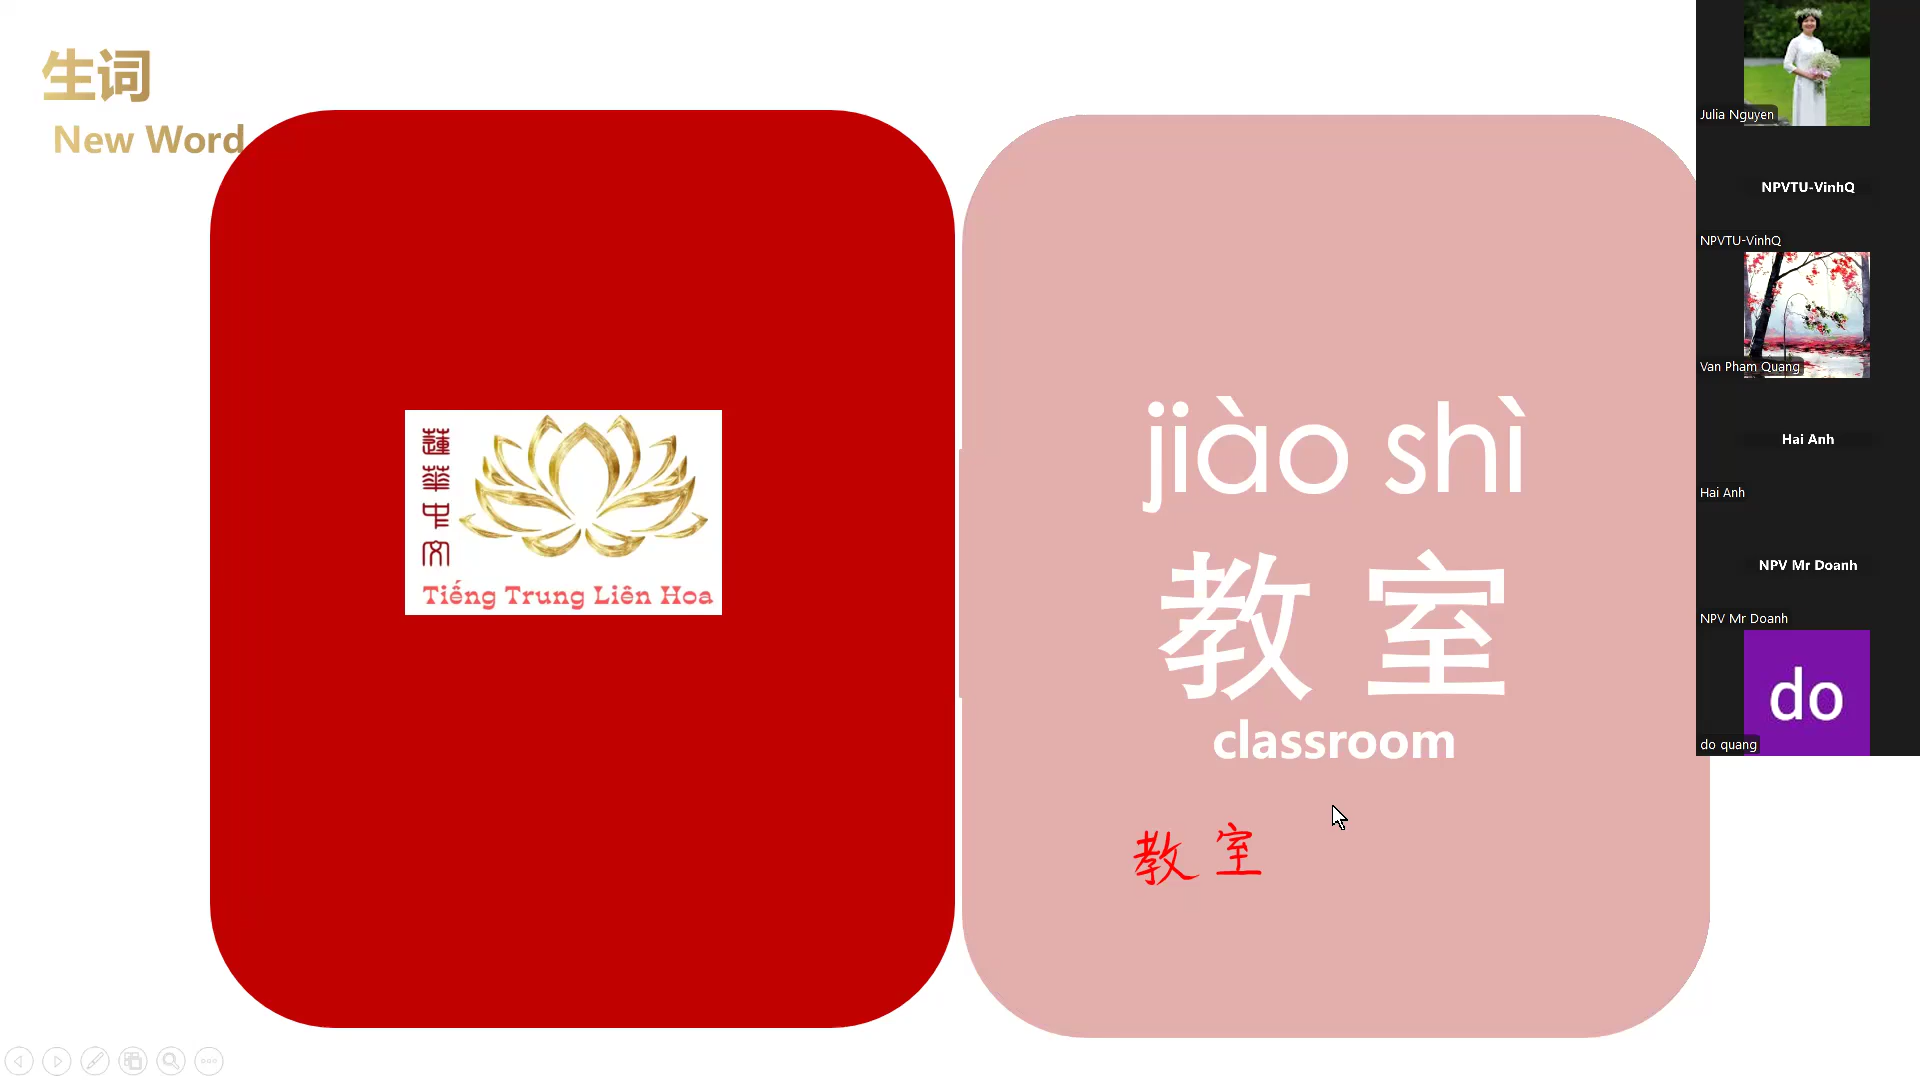 生词
New Word
蓮
華
中
文
Tiếng Trung Liên Hoa
jiào shì
教室
classroom
教室
Julia Nguyen
NPVTU-VinhQ
NPVTU-VinhQ
Van Pham Quang
Hai Anh
Hai Anh
NPV Mr Doanh
NPV Mr Doanh
do
do quang